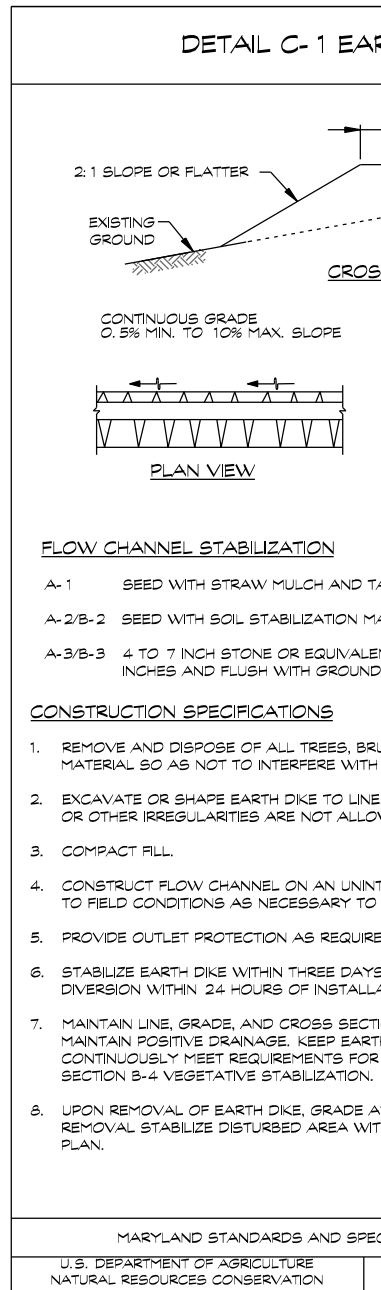 DETAIL C-1 EAR
2:1 SLOPE OR FLATTER
EXISTING
GROUND
CROS
CONTINUOUS GRADE
0.5% MIN. TO 10% MAX. SLOPE
PLAN VIEW
FLOW CHANNEL STABILIZATION
A-1 SEED WITH STRAW MULCH AND TA
A-2/B-2 SEED WITH SOIL STABILIZATION MA
A-3/B-3 4 TO 7 INCH STONE OR EQUIVALEN
INCHES AND FLUSH WITH GROUND
CONSTRUCTION SPECIFICATIONS
1. REMOVE AND DISPOSE OF ALL TREES, BRU
MATERIAL SO AS NOT TO INTERFERE WITH
2. EXCAVATE OR SHAPE EARTH DIKE TO LINE
OR OTHER IRREGULARITIES ARE NOT ALLOW
3. COMPACT FILL.
4. CONSTRUCT FLOW CHANNEL ON AN UNINT
TO FIELD CONDITIONS AS NECESSARY TO
5. PROVIDE OUTLET PROTECTION AS REQUIRE
6. STABILIZE EARTH DIKE WITHIN THREE DAYS
DIVERSION WITHIN 24 HOURS OF INSTALLA
7. MAINTAIN LINE, GRADE, AND CROSS SECTI
MAINTAIN POSITIVE DRAINAGE. KEEP EARTH
CONTINUOUSLY MEET REQUIREMENTS FOR
SECTION B-4 VEGETATIVE STABILIZATION.
8. UPON REMOVAL OF EARTH DIKE, GRADE A
REMOVAL STABILIZE DISTURBED AREA WIT
PLAN.
MARYLAND STANDARDS AND SPEC
U.S. DEPARTMENT OF AGRICULTURE
NATURAL RESOURCES CONSERVATION